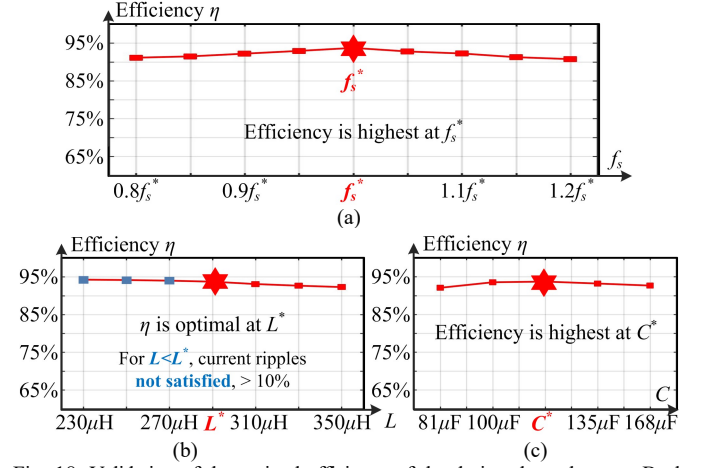 Efficiency η
95%
85%
75%
65%
fs*
Efficiency is highest at fs*
fs
0.8fs* 0.9fs* fs* 1.1fs* 1.2fs*
(a)
Efficiency η
95%
85%
75%
65%
η is optimal at L*
For L<L*, current ripples
not satisfied, > 10%
230μH 270μH L* 310μH 350μH L
(b)
Efficiency η
95%
85%
75%
65%
Efficiency is highest at C*
C
81μF 100μF C* 135μF 168μF
(c)